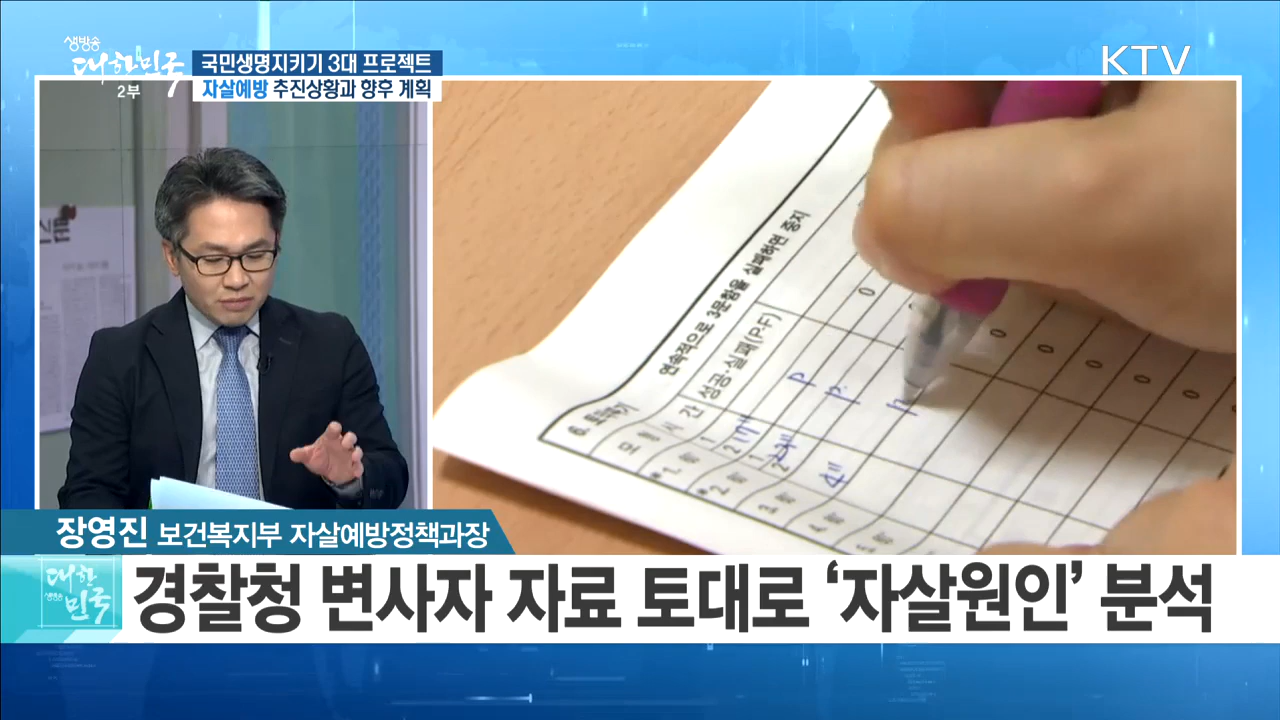 생방송
대한민국
2부
국민생명지키기 3대 프로젝트
자살예방 추진상황과 향후 계획
KTV
연속적으로 3문항을 실패하면 중지
성공·실패(P·F)
장영진 보건복지부 자살예방정책과장
대한
생방송 민국
경찰청 변사자 자료 토대로 ‘자살원인’ 분석